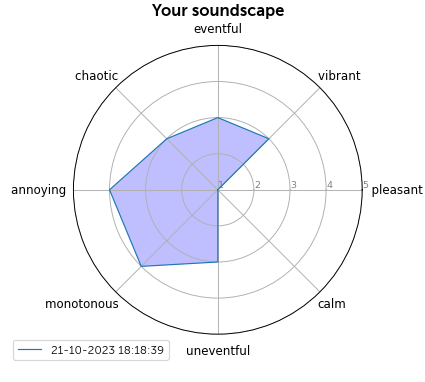 Your soundscape
eventful
chaotic
vibrant
annoying
1 2 3 4 5
pleasant
monotonous
calm
uneventful
21-10-2023 18:18:39